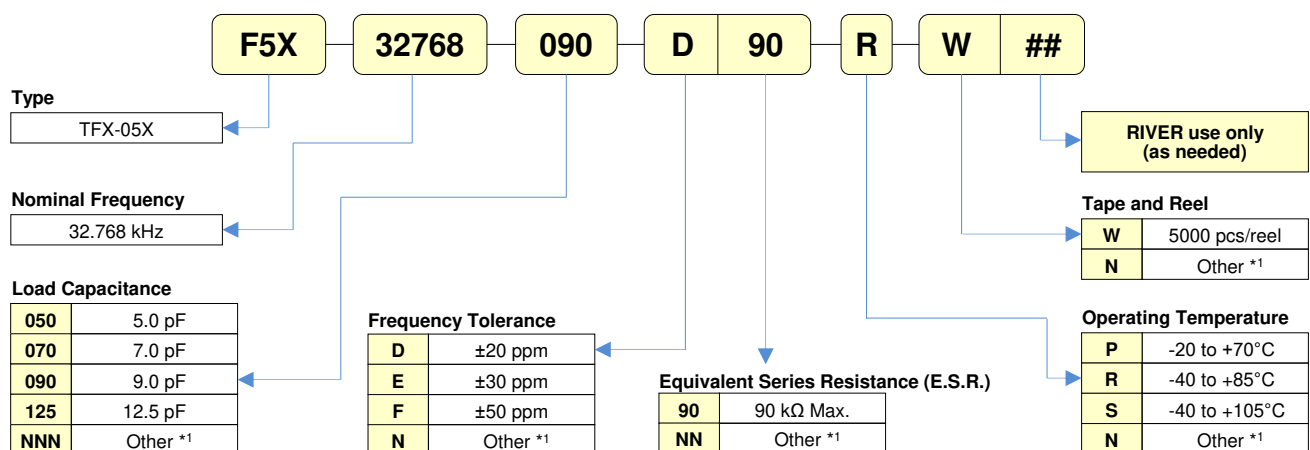 F5X 32768 090 D 90 R W ##
Type
TFX-05X
RIVER use only
(as needed)
Nominal Frequency
32.768 kHz
Tape and Reel
W 5000 pcs/reel
N Other *1
Load Capacitance
050 5.0 pF
070 7.0 pF
090 9.0 pF
125 12.5 pF
NNN Other *1
Frequency Tolerance
D ±20 ppm
E ±30 ppm
F ±50 ppm
N Other *1
Equivalent Series Resistance (E.S.R.)
90 90 kΩ Max.
NN Other *1
Operating Temperature
P -20 to +70°C
R -40 to +85°C
S -40 to +105°C
N Other *1